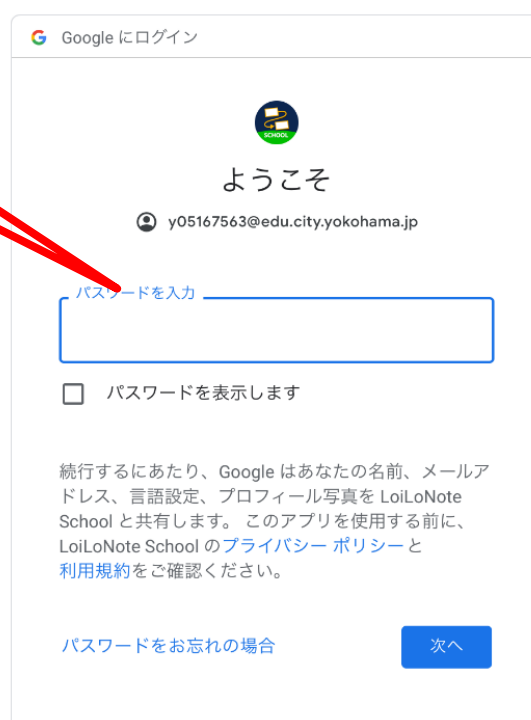 Google にログイン
SCHOOL
ようこそ
y05167563@edu.city.yokohama.jp
パスワードを入力
パスワードを表示します
続行するにあたり、Google はあなたの名前、メールア
ドレス、言語設定、プロフィール写真を LoiLoNote
School と共有します。 このアプリを使用する前に、
LoiLoNote School のプライバシー ポリシーと
利用規約をご確認ください。
パスワードをお忘れの場合
次へ